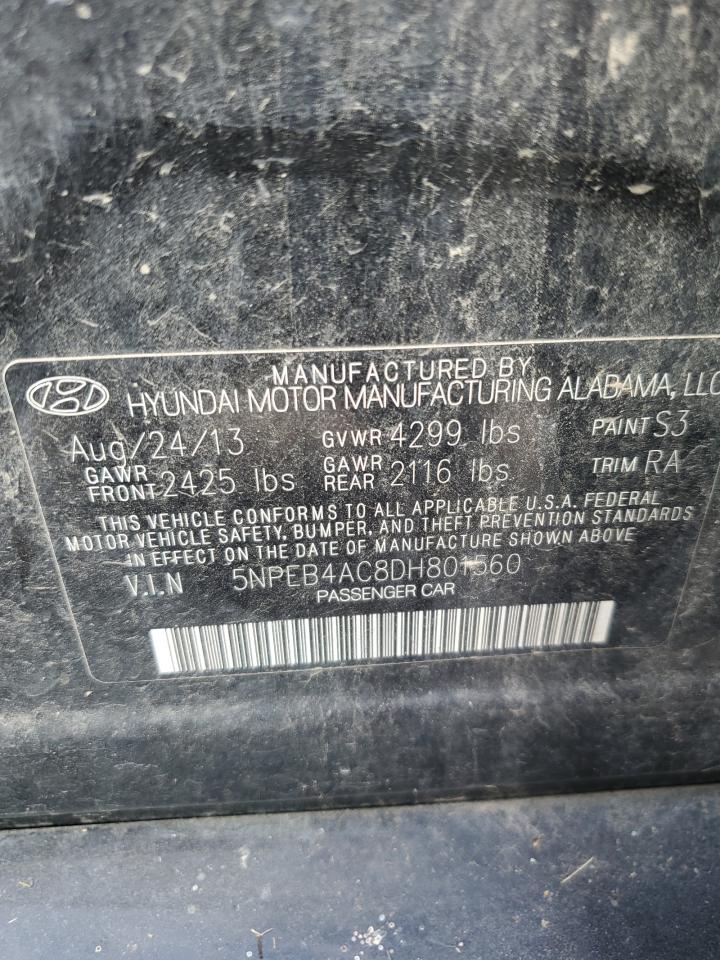 MANUFACTURED BY
HYUNDAI MOTOR MANUFACTURING ALABAMA, LLC
Aug/24/13 GVWR 4299 lbs PAINT S3
GAWR FRONT 2425 lbs GAWR REAR 2116 lbs TRIM RA
THIS VEHICLE CONFORMS TO ALL APPLICABLE U.S.A. FEDERAL
MOTOR VEHICLE SAFETY, BUMPER, AND THEFT PREVENTION STANDARDS
IN EFFECT ON THE DATE OF MANUFACTURE SHOWN ABOVE
V.I.N 5NPEB4AC8DH801560
PASSENGER CAR